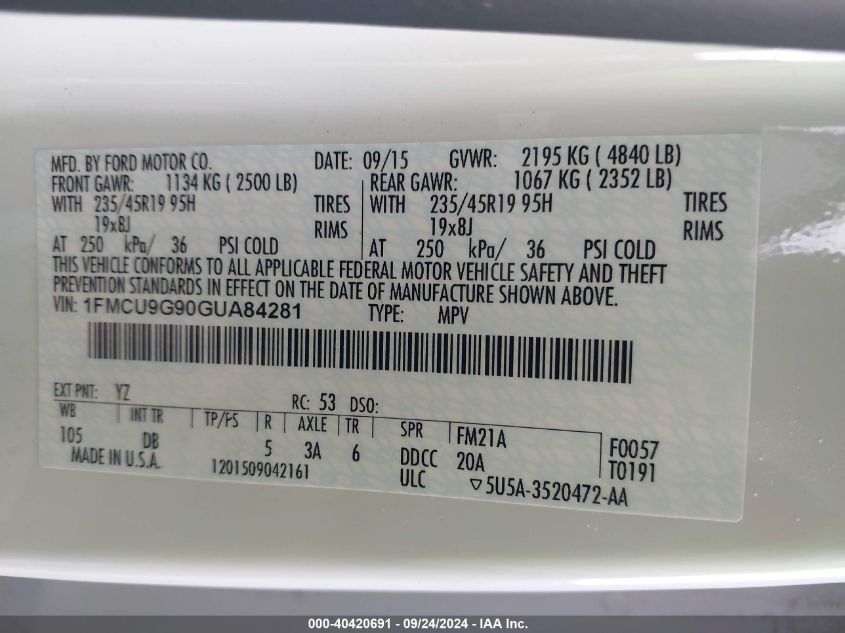 MFD. BY FORD MOTOR CO. DATE: 09/15 GVWR: 2195 KG ( 4840 LB)
FRONT GAWR: 1134 KG ( 2500 LB) REAR GAWR: 1067 KG ( 2352 LB)
WITH 235/45R19 95H TIRES WITH 235/45R19 95H TIRES
19x8J RIMS 19x8J RIMS
AT 250 kPa/ 36 PSI COLD AT 250 kPa/ 36 PSI COLD
THIS VEHICLE CONFORMS TO ALL APPLICABLE FEDERAL MOTOR VEHICLE SAFETY AND THEFT
PREVENTION STANDARDS IN EFFECT ON THE DATE OF MANUFACTURE SHOWN ABOVE.
VIN: 1FMCU9G90GUA84281 TYPE: MPV
EXT PNT: YZ RC: 53 DSO:
WB INT TR TP/PS R AXLE TR SPR FM21A F0057
105 DB 5 3A 6 DDCC 20A T0191
MADE IN U.S.A. 1201509042161 ULC ▽5U5A-3520472-AA
000-40420691 - 09/24/2024 - IAA Inc.